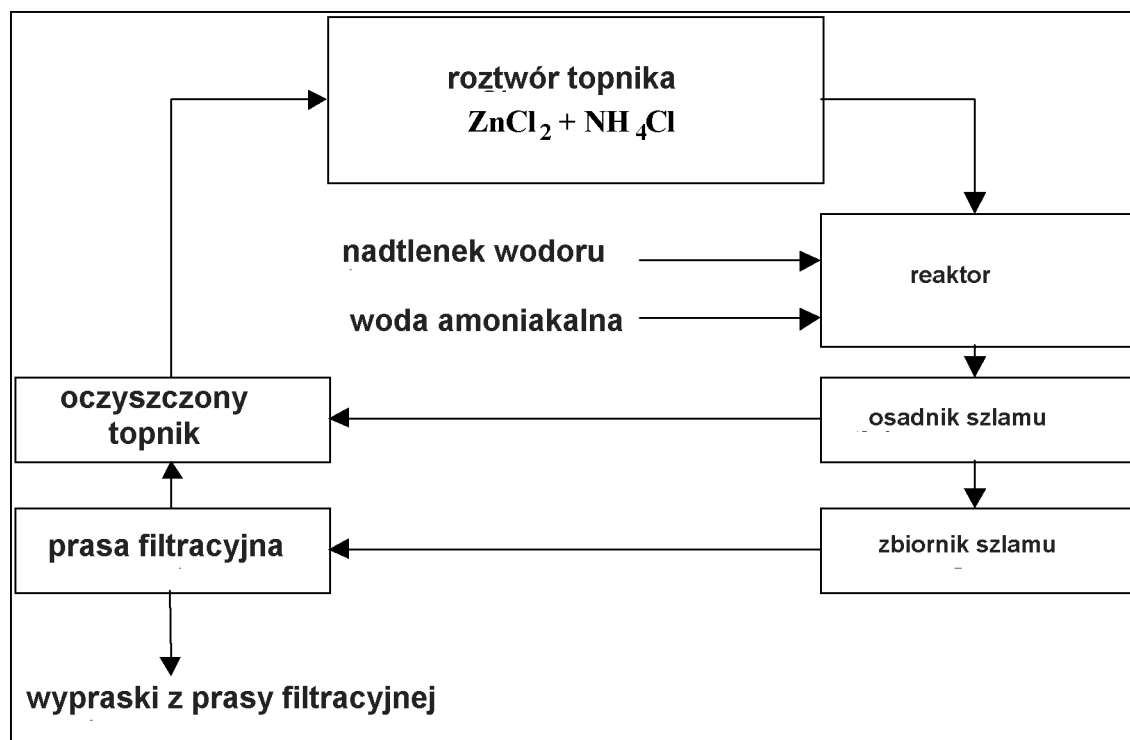 roztwór topnika
ZnCl2 + NH4Cl
nadtlenek wodoru
reaktor
woda amoniakalna
oczyszczony
topnik
osadnik szlamu
prasa filtracyjna
zbiornik szlamu
wypraski z prasy filtracyjnej